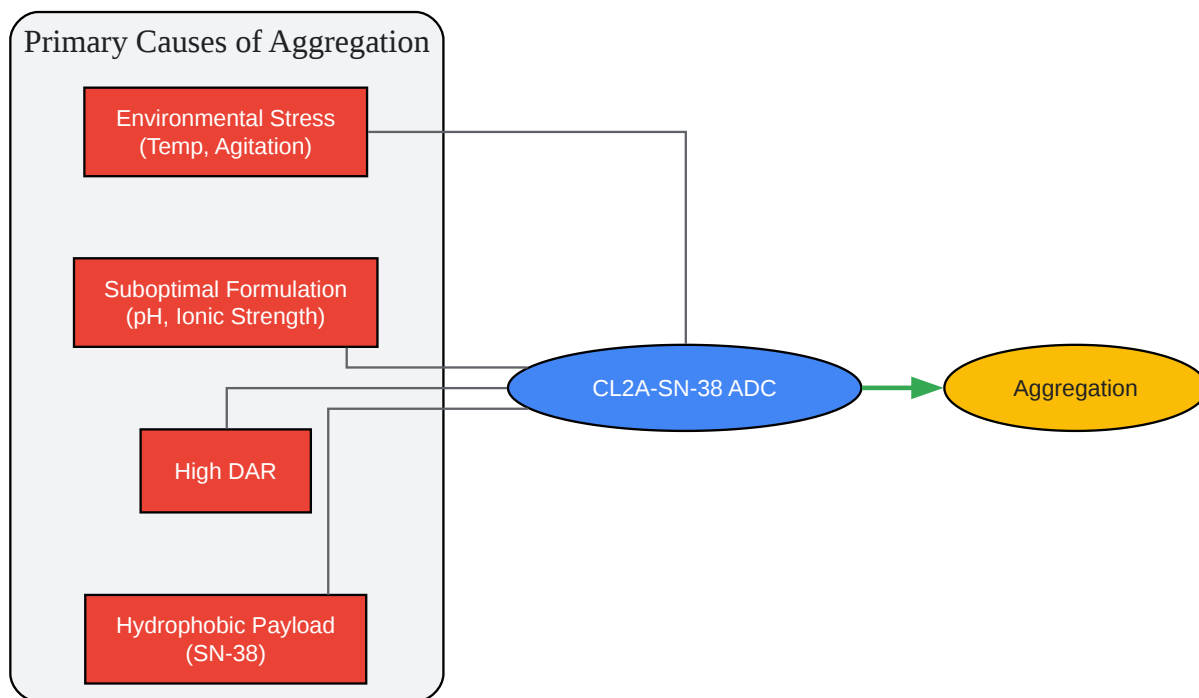 Primary Causes of Aggregation
Environmental Stress
(Temp, Agitation)
Suboptimal Formulation
(pH, Ionic Strength)
CL2A-SN-38 ADC
Aggregation
High DAR
Hydrophobic Payload
(SN-38)